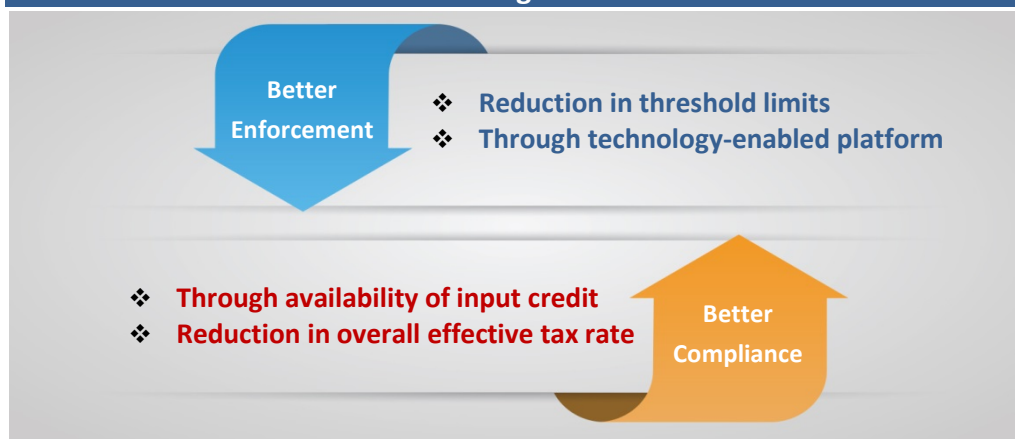 Better
Enforcement
❖ Reduction in threshold limits
❖ Through technology-enabled platform
❖ Through availability of input credit
❖ Reduction in overall effective tax rate
Better
Compliance